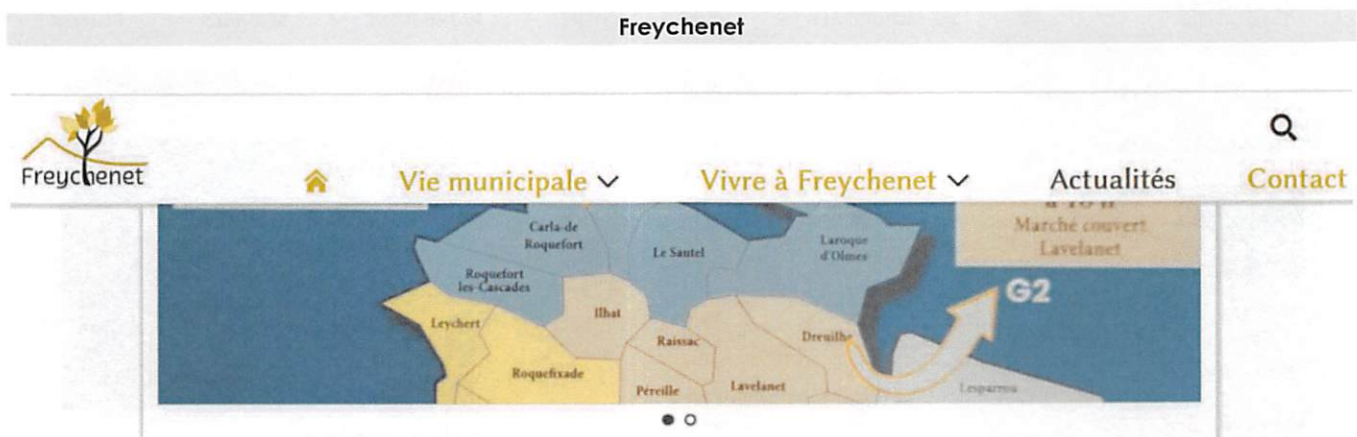 Freychenet
Freychenet
Vie municipale
Vivre à Freychenet
Actualités
Contact
Marché couvert
Lavelanet
Carla-de
Roquefort
Le Sautel
Laroque
d'Olmes
Roquefort
les-Cascades
G2
Ilhat
Leychert
Raissac
Dreuilhe
Roquefixade
Péreille
Lavelanet
Lesparrou